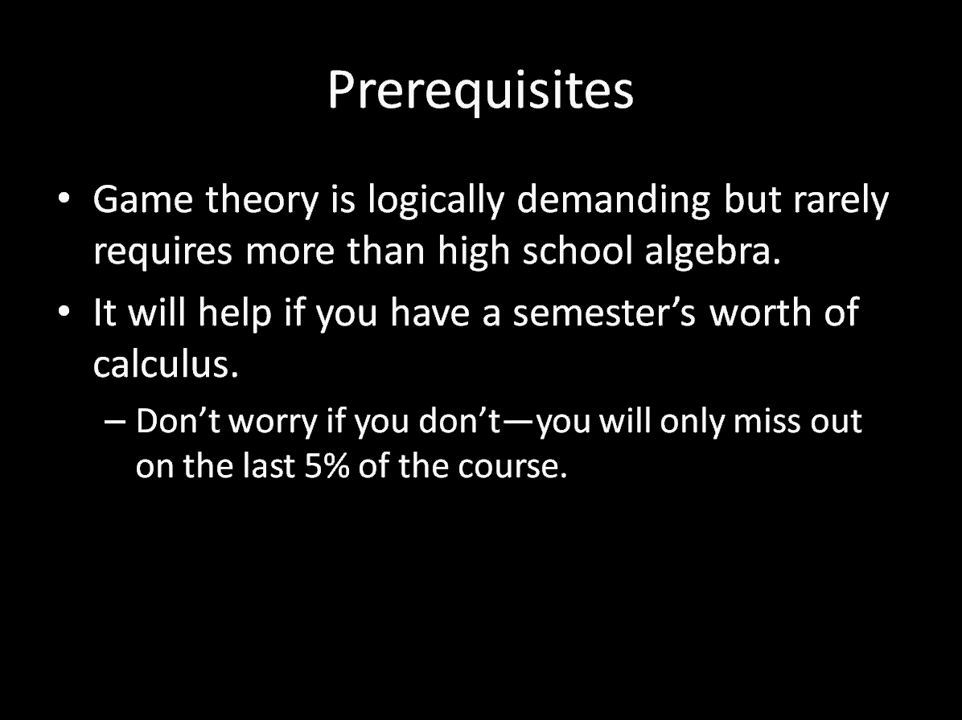 Prerequisites
• Game theory is logically demanding but rarely
requires more than high school algebra.
• It will help if you have a semester’s worth of
calculus.
– Don’t worry if you don’t—you will only miss out
on the last 5% of the course.